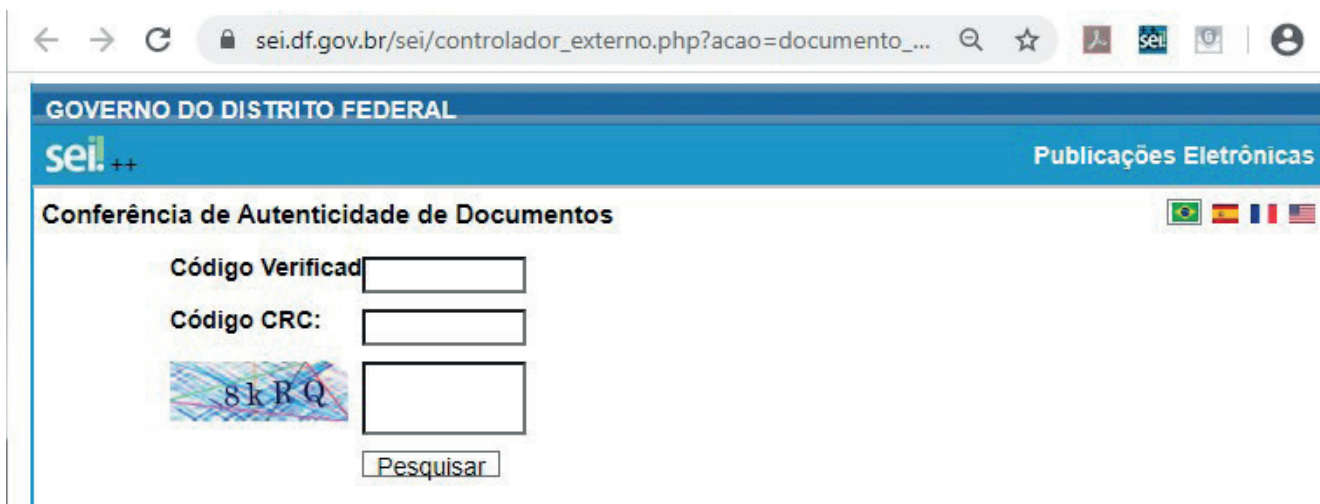 sei.df.gov.br/sei/controlador_externo.php?acao=documento_...
sei!
GOVERNO DO DISTRITO FEDERAL
sei! ++
Publicações Eletrônicas
Conferência de Autenticidade de Documentos
Código Verificad
Código CRC:
8kRQ
Pesquisar